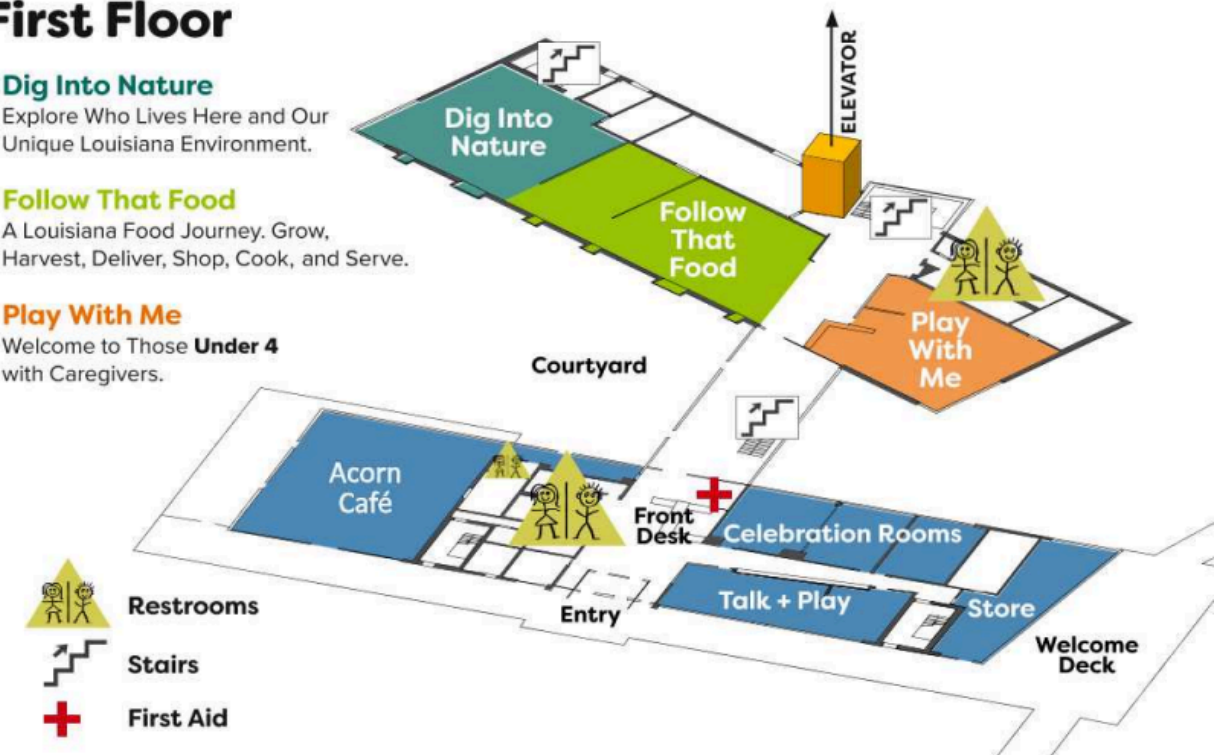 First Floor
Dig Into Nature
Explore Who Lives Here and Our
Unique Louisiana Environment.
Follow That Food
A Louisiana Food Journey. Grow,
Harvest, Deliver, Shop, Cook, and Serve.
Play With Me
Welcome to Those Under 4
with Caregivers.
ELEVATOR
Dig Into
Nature
Follow
That
Food
Play
With
Me
Courtyard
Acorn
Café
Front
Desk
Celebration Rooms
Talk + Play
Store
Entry
Welcome
Deck
Restrooms
Stairs
First Aid